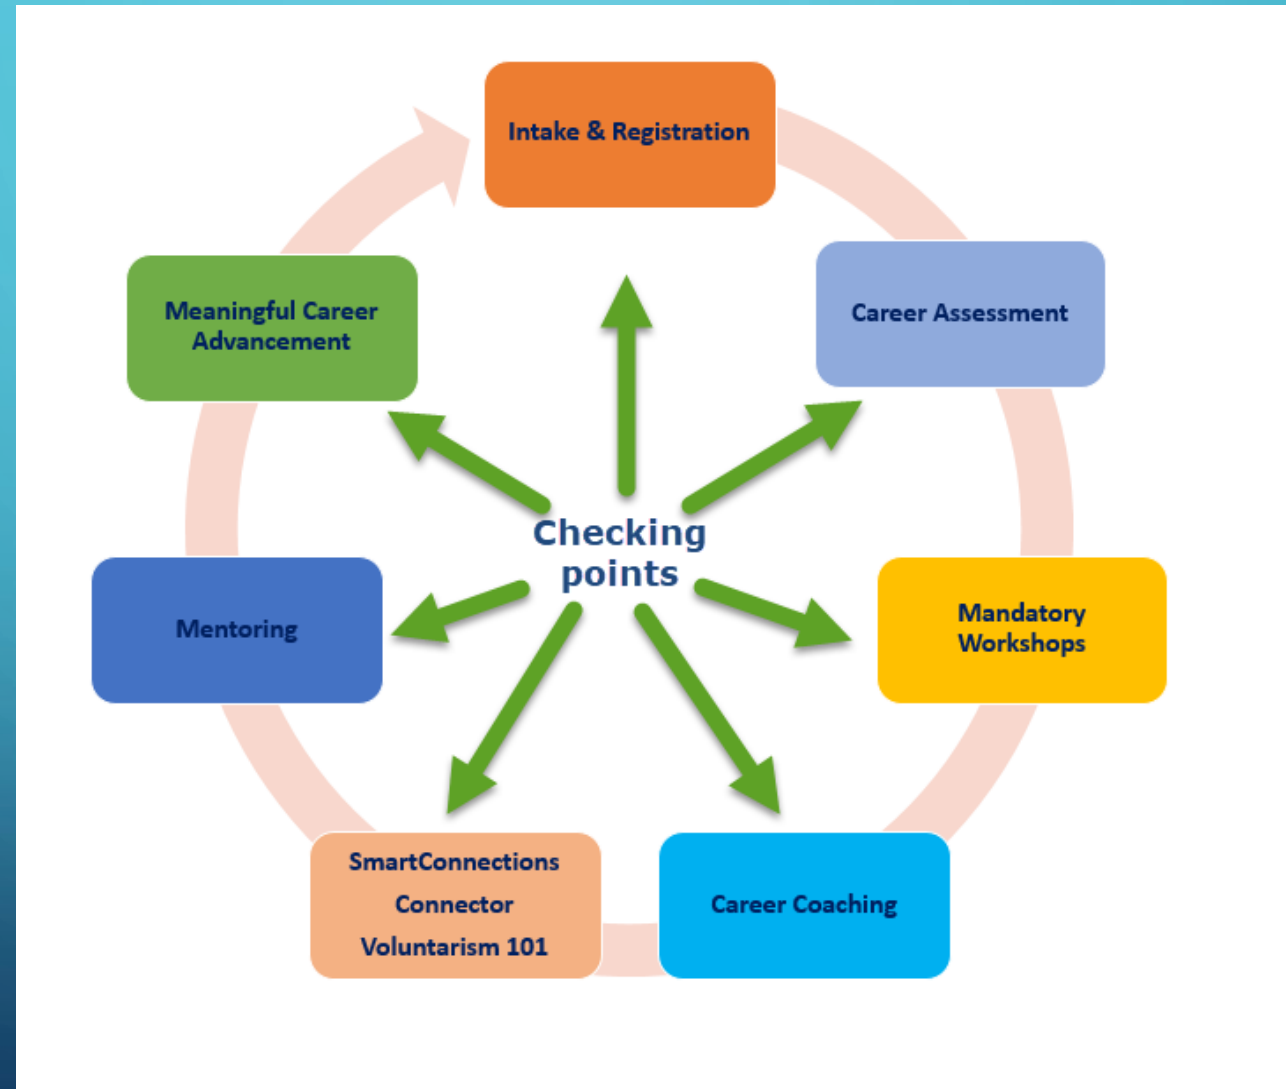 Intake & Registration
Career Assessment
Mandatory
Workshops
Career Coaching
SmartConnections
Connector
Voluntarism 101
Mentoring
Meaningful Career
Advancement
Checking
points